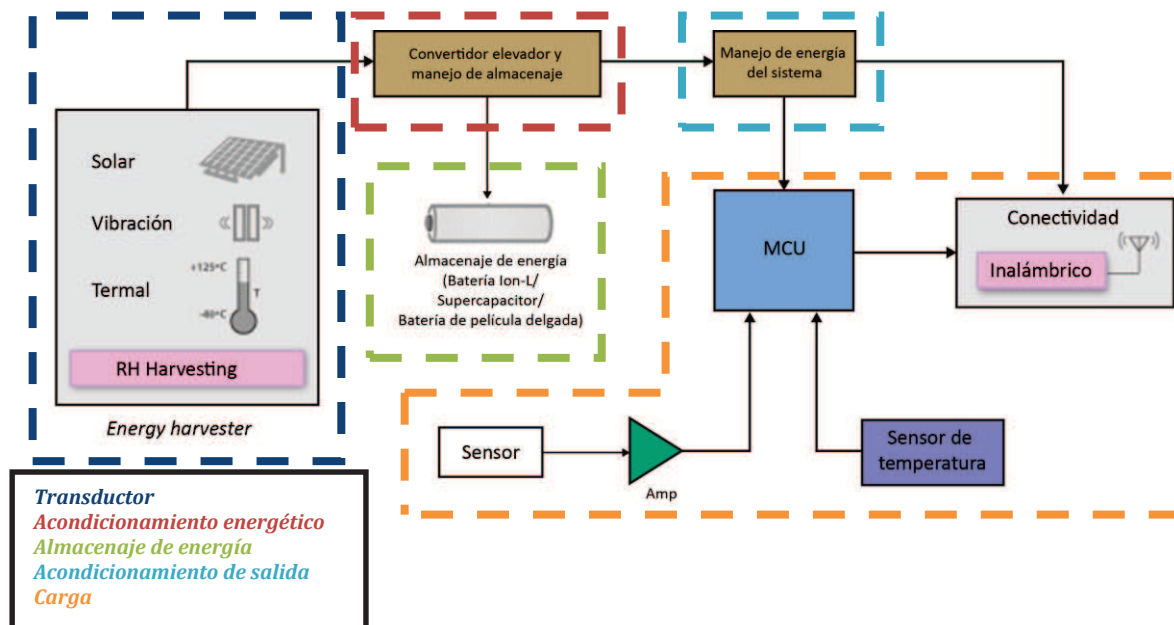 Convertidor elevador y
manejo de almacenaje
Manejo de energía
del sistema
Solar
Vibración
Termal
+125°C
T
-40°C
RH Harvesting
Energy harvester
Almacenaje de energía
(Batería Ion-L/
Supercapacitor/
Batería de película delgada)
MCU
Conectividad
Inalámbrico
Sensor
Amp
Sensor de
temperatura
Transductor
Acondicionamiento energético
Almacenaje de energía
Acondicionamiento de salida
Carga